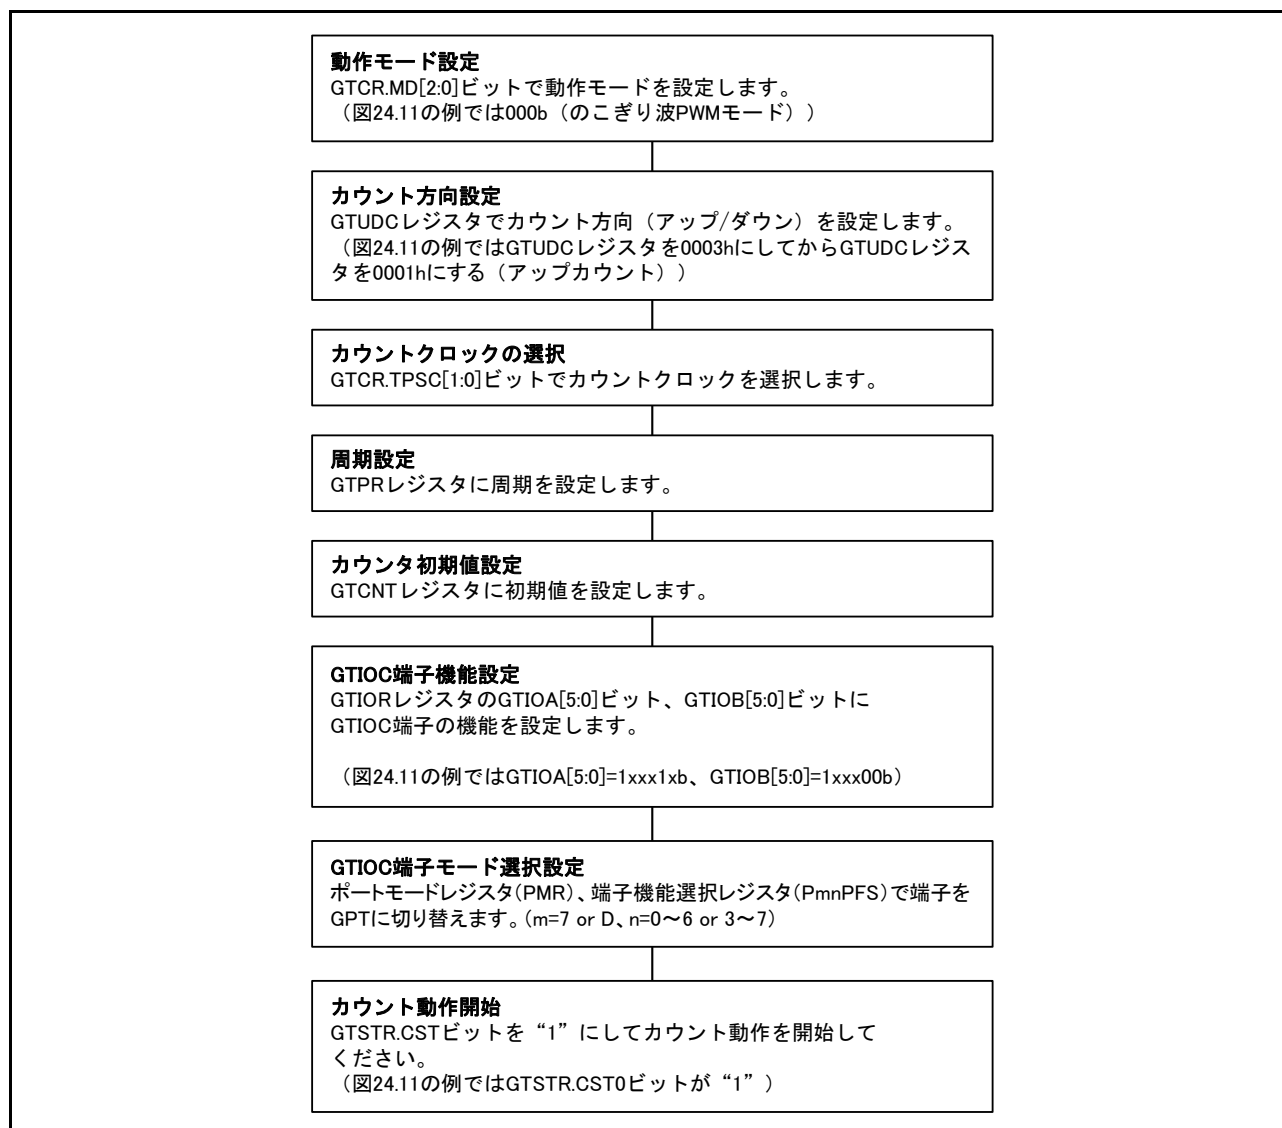 動作モード設定
GTCR.MD[2:0]ビットで動作モードを設定します。
（図24.11の例では000b（のこぎり波PWMモード））
カウント方向設定
GTUDCレジスタでカウント方向（アップ/ダウン）を設定します。
（図24.11の例ではGTUDCレジスタを0003hにしてからGTUDCレジス
タを0001hにする（アップカウント））
カウントクロックの選択
GTCR.TPSC[1:0]ビットでカウントクロックを選択します。
周期設定
GTPRレジスタに周期を設定します。
カウンタ初期値設定
GTCNTレジスタに初期値を設定します。
GTIOC端子機能設定
GTIORレジスタのGTIOA[5:0]ビット、GTIOB[5:0]ビットに
GTIOC端子の機能を設定します。
（図24.11の例ではGTIOA[5:0]=1xxx1xb、GTIOB[5:0]=1xxx00b）
GTIOC端子モード選択設定
ポートモードレジスタ(PMR)、端子機能選択レジスタ(PmnPFS)で端子を
GPTに切り替えます。(m=7 or D、n=0～6 or 3～7)
カウント動作開始
GTSTR.CSTビットを“1”にしてカウント動作を開始して
ください。
（図24.11の例ではGTSTR.CST0ビットが“1”）